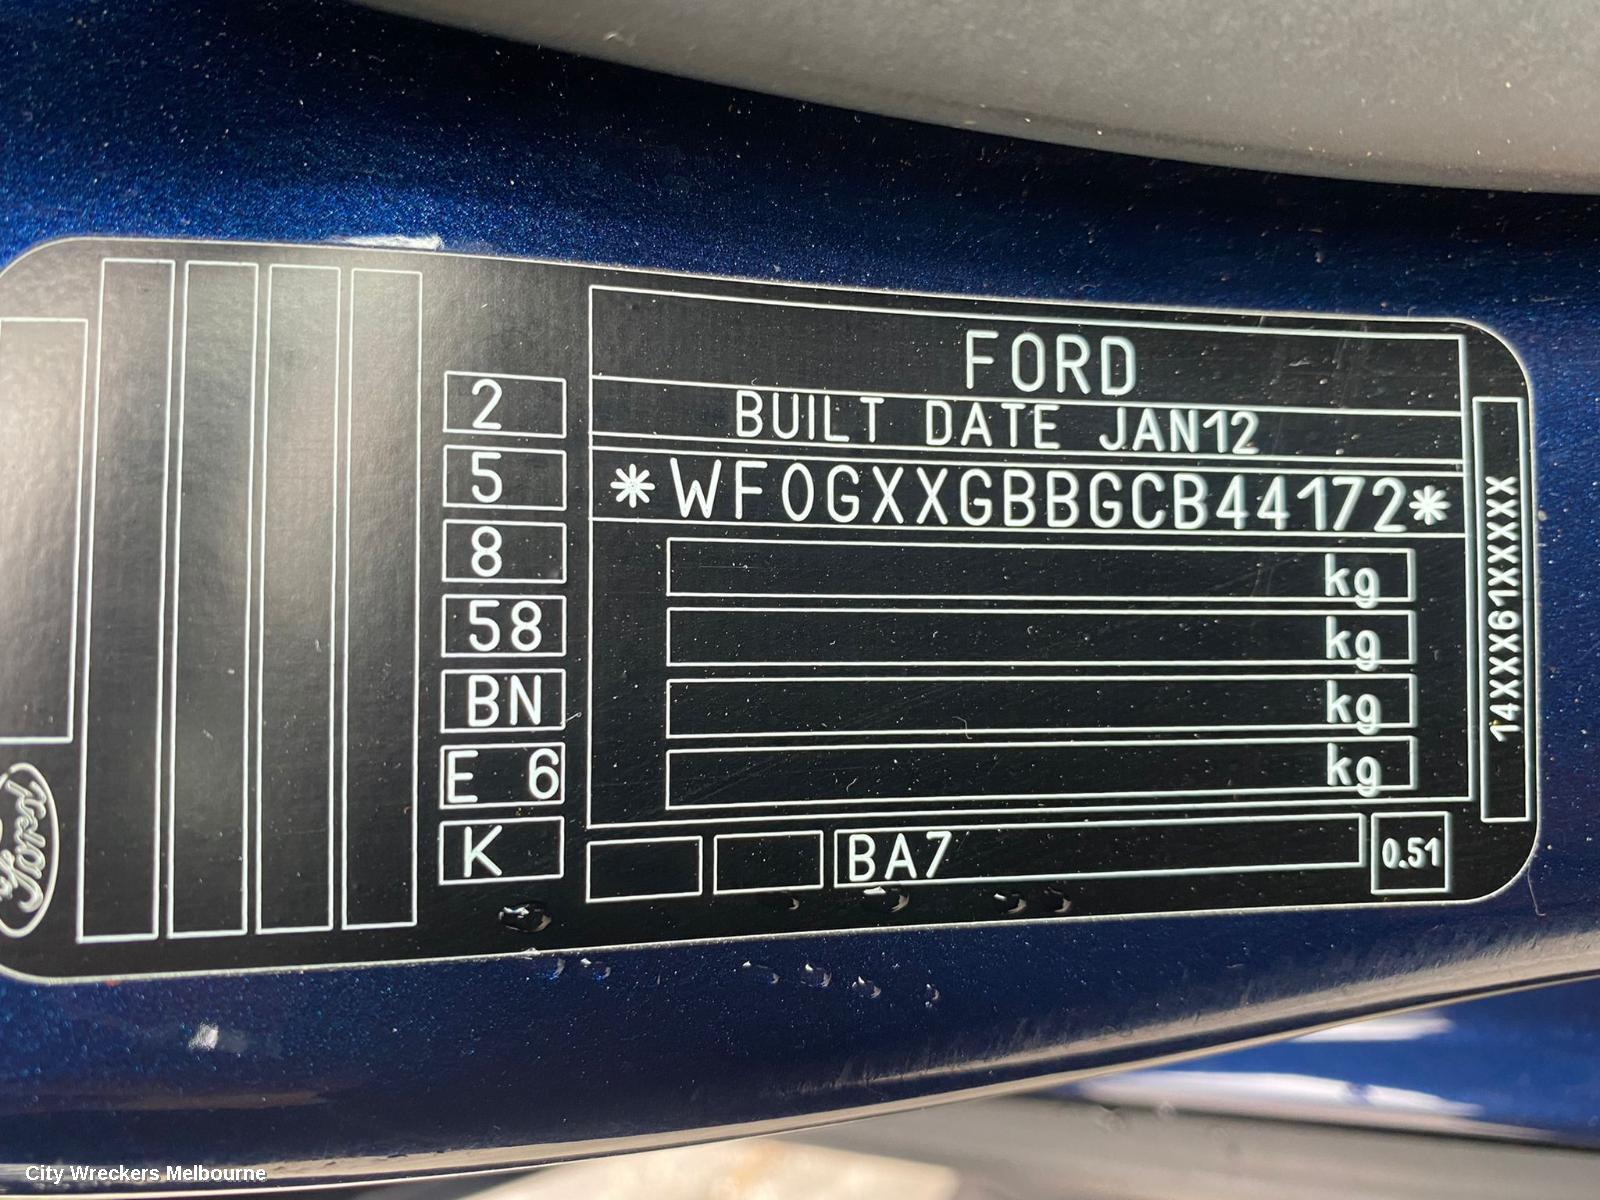 FORD
BUILT DATE JAN12
*WF0GXXGBBGCB44172*
kg
kg
kg
kg
2
5
8
58
BN
E 6
K
BA7
0.51
14XXX61XXXX
Ford
City Wreckers Melbourne